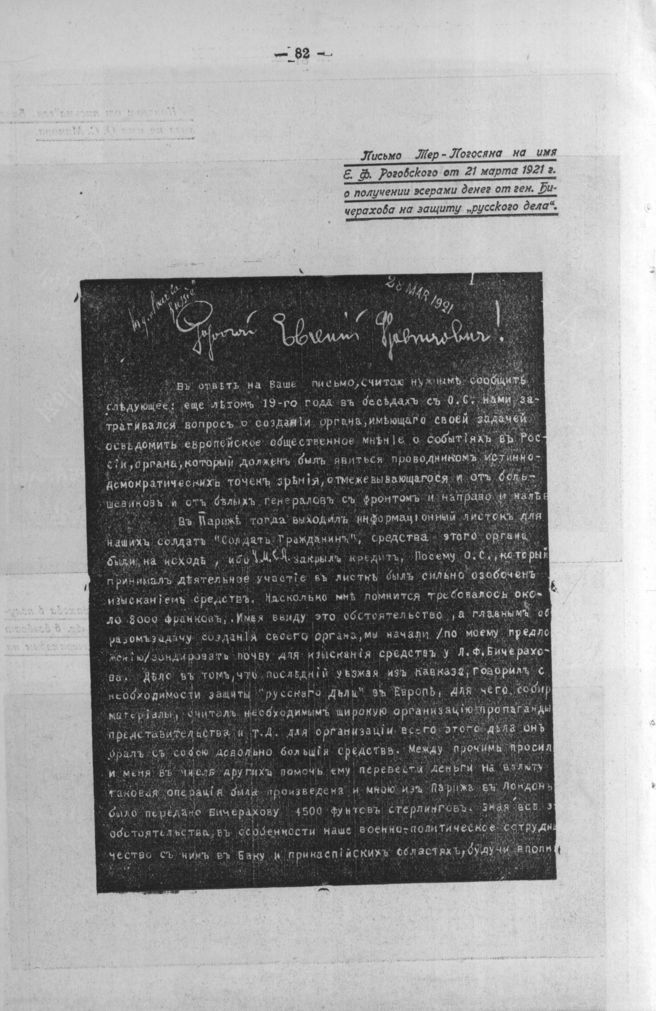 — 82 —
Письмо Тер-Погосяна на имя
Е. Ф. Роговского от 21 марта 1921 г.
о получении эсерами денег от ген. Би-
черахова на защиту „русского дела“.
28 MAR 1921
Дорогой Евгений Францович!
Въ отвѣтъ на Ваше письмо, считаю нужнымъ сообщить
слѣдующее: еще лѣтомъ 19-го года въ бесѣдахъ съ О.С. нами за-
трагивался вопросъ о созданіи органа, имѣющаго своей задачей
освѣдомить европейское общественное мнѣніе о событіяхъ въ Рос-
сіи, органа, который долженъ былъ явиться проводникомъ истинно-
демократическихъ точекъ зрѣнія, отмежевывающагося и отъ боль-
шевиковъ и отъ бѣлыхъ генераловъ съ фронтомъ и направо и налѣв
Въ Парижѣ тогда выходилъ информаціонный листокъ для
нашихъ солдатъ "Солдатъ Гражданинъ", средства этого органа
были на исходѣ, ибо закрылъ кредитъ. Посему О.С., который
принималъ дѣятельное участіе въ листкѣ былъ сильно озобоченъ
изысканіемъ средствъ. Насколько мнѣ помнится требовалось око-
ло 8000 франковъ. Имѣя ввиду это обстоятельство, а главнымъ об
разомъ задачу созданія своего органа, мы начали /по моему предло
женію/ зондировать почву для изысканія средствъ у Л.Ф. Бичерахо-
ва. Дѣло въ томъ, что послѣдній уѣзжая изъ Кавказа, говорилъ о
необходимости защиты "русскаго дѣла" въ Европѣ, для чего собир
матеріалы, считалъ необходимымъ широкую организацію пропаганды
представительства и т.д. для организаціи всего этого дѣла онъ
бралъ съ собою довольно большія средства. Между прочимъ просил
и меня въ числѣ другихъ помочь ему перевести деньги на валюту
таковая операція была произведена и мною изъ Парижа въ Лондонъ
было передано Бичерахову 4500 фунтовъ стерлинговъ. Зная всѣ э
обстоятельства, въ особенности наше военно-политическое сотрудн
чество съ нимъ въ Баку и прикаспійскихъ областяхъ, будучи вполн